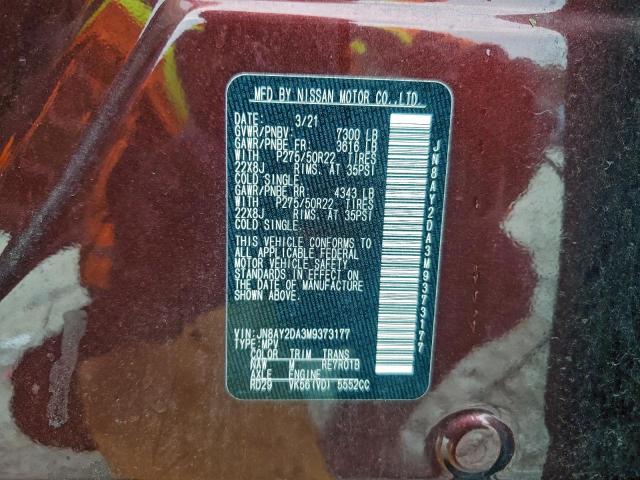 MFD BY NISSAN MOTOR CO.,LTD.
DATE: 3/21
GVWR/PNBV: 7300 LB
GAWR/PNBE FR: 3616 LB
WITH P275/50R22 TIRES
22X8J RIMS. AT 35PSI
COLD SINGLE
GAWR/PNBE RR: 4343 LB
WITH P275/50R22 TIRES
22X8J RIMS. AT 35PSI
COLD SINGLE
THIS VEHICLE CONFORMS TO
ALL APPLICABLE FEDERAL
MOTOR VEHICLE SAFETY
STANDARDS IN EFFECT ON
THE DATE OF MANUFACTURE
SHOWN ABOVE.
VIN: JN8AY2DA3M9373177
TYPE: MPV
COLOR TRIM TRANS
NAW M RE7R01B
AXLE ENGINE
RD29 VK56(VD) 5552CC
JN8AY2DA3M9373177